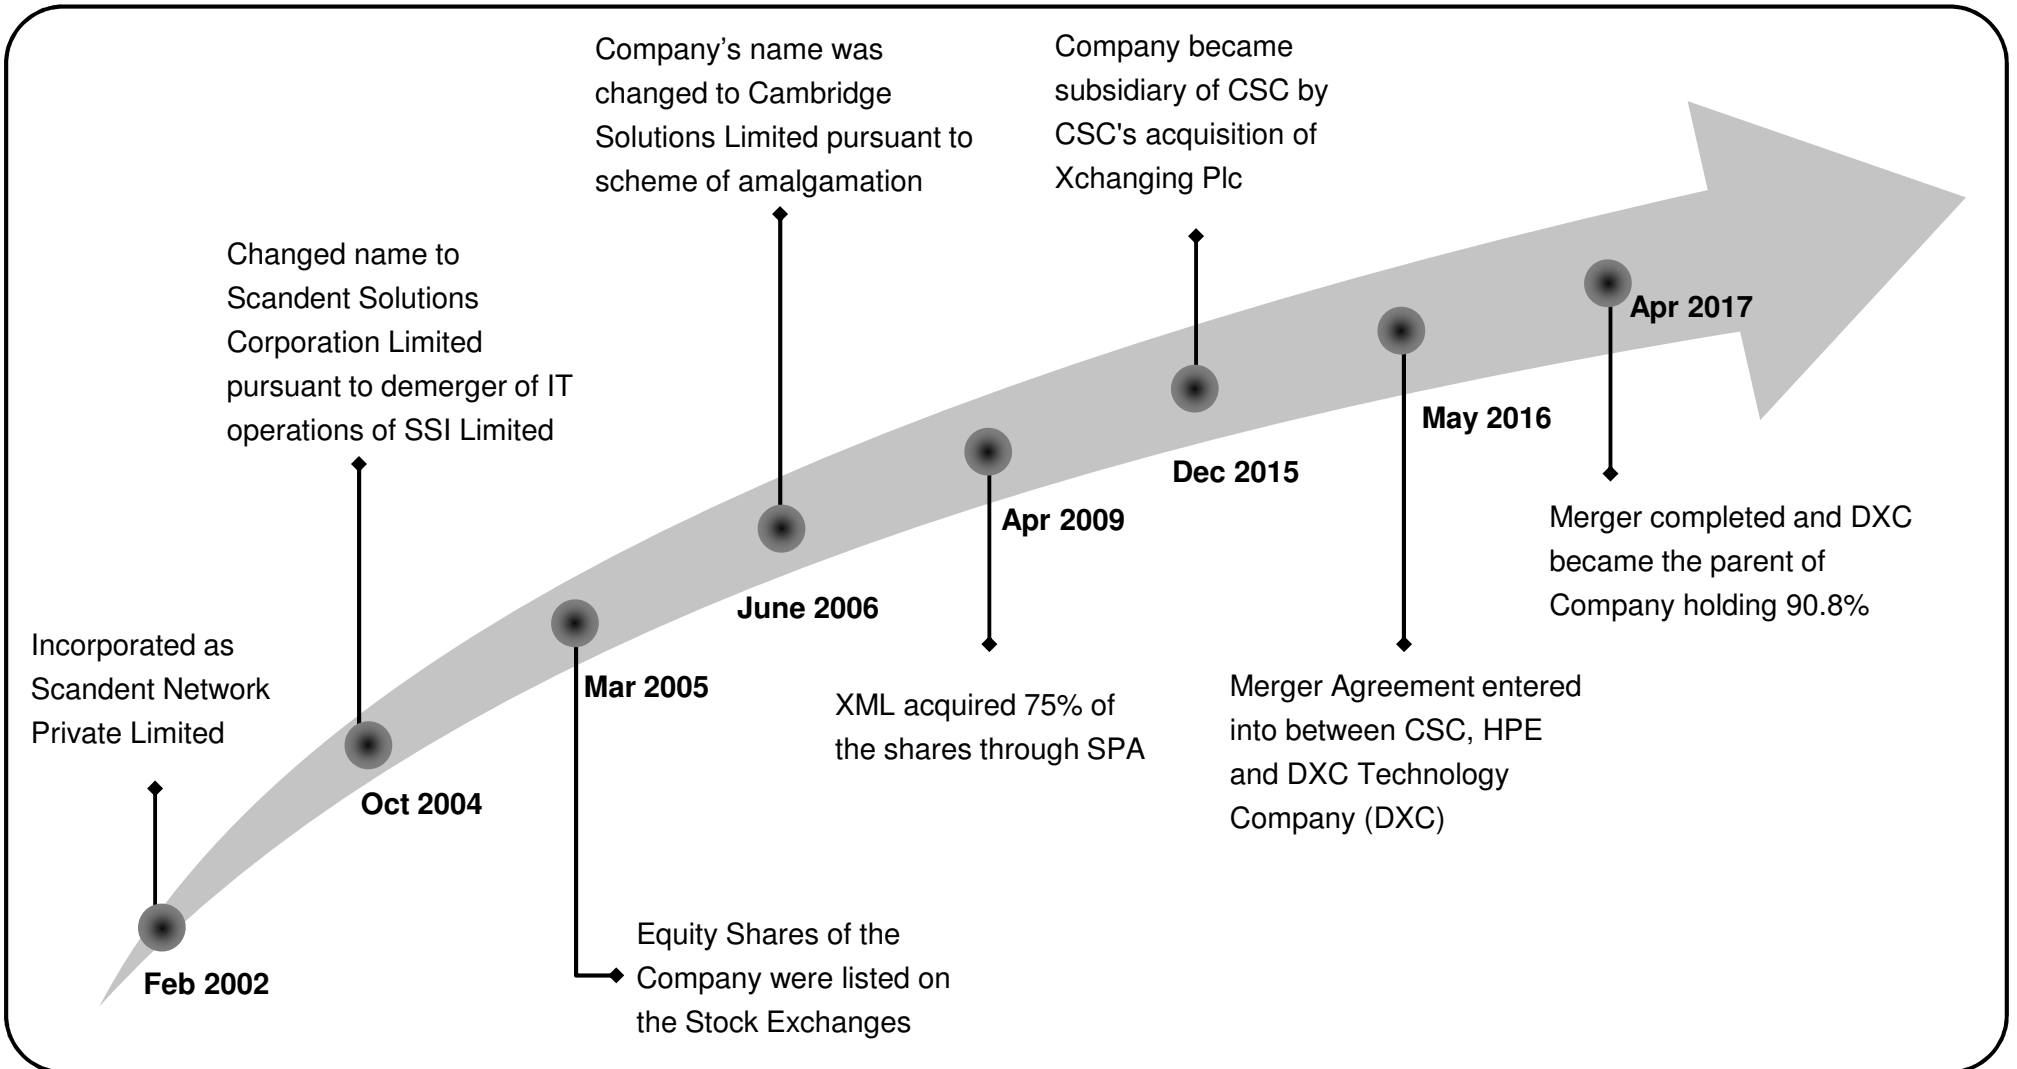 Incorporated as
Scandent Network
Private Limited
Feb 2002
Changed name to
Scandent Solutions
Corporation Limited
pursuant to demerger of IT
operations of SSI Limited
Oct 2004
Mar 2005
Equity Shares of the
Company were listed on
the Stock Exchanges
Company’s name was
changed to Cambridge
Solutions Limited pursuant to
scheme of amalgamation
June 2006
Apr 2009
XML acquired 75% of
the shares through SPA
Company became
subsidiary of CSC by
CSC's acquisition of
Xchanging Plc
Dec 2015
May 2016
Merger Agreement entered
into between CSC, HPE
and DXC Technology
Company (DXC)
Apr 2017
Merger completed and DXC
became the parent of
Company holding 90.8%